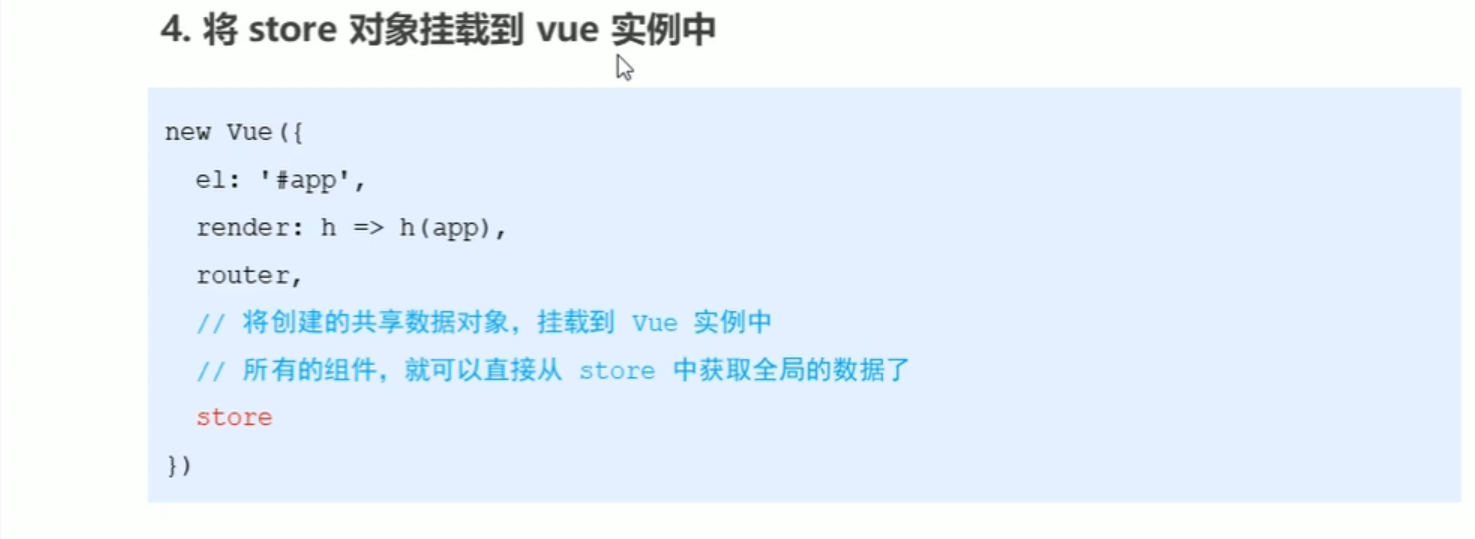 4. 将 store 对象挂载到 vue 实例中
new Vue({
  el: '#app',
  render: h => h(app),
  router,
  // 将创建的共享数据对象，挂载到 Vue 实例中
  // 所有的组件，就可以直接从 store 中获取全局的数据了
  store
})